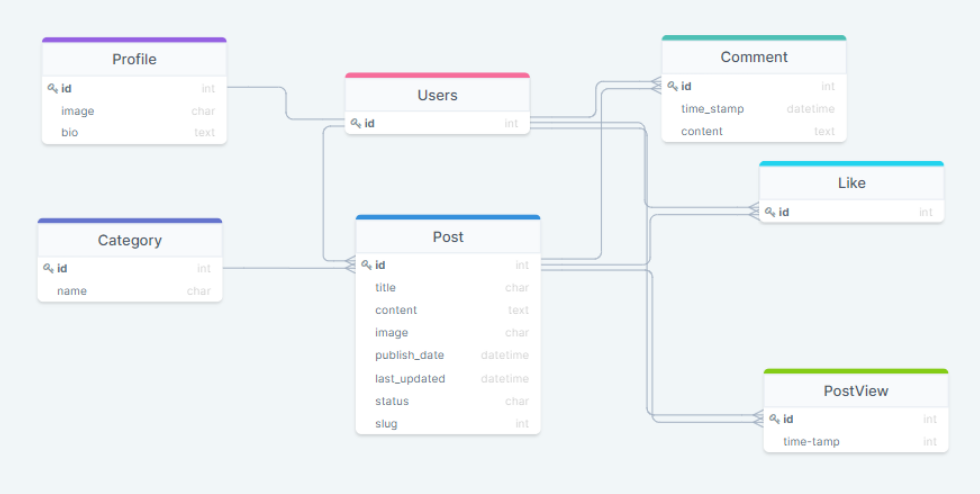 Profile
id int
image char
bio text
Users
id int
Comment
id int
time_stamp datetime
content text
Like
id int
Category
id int
name char
Post
id int
title char
content text
image char
publish_date datetime
last_updated datetime
status char
slug int
PostView
id int
time-tamp int